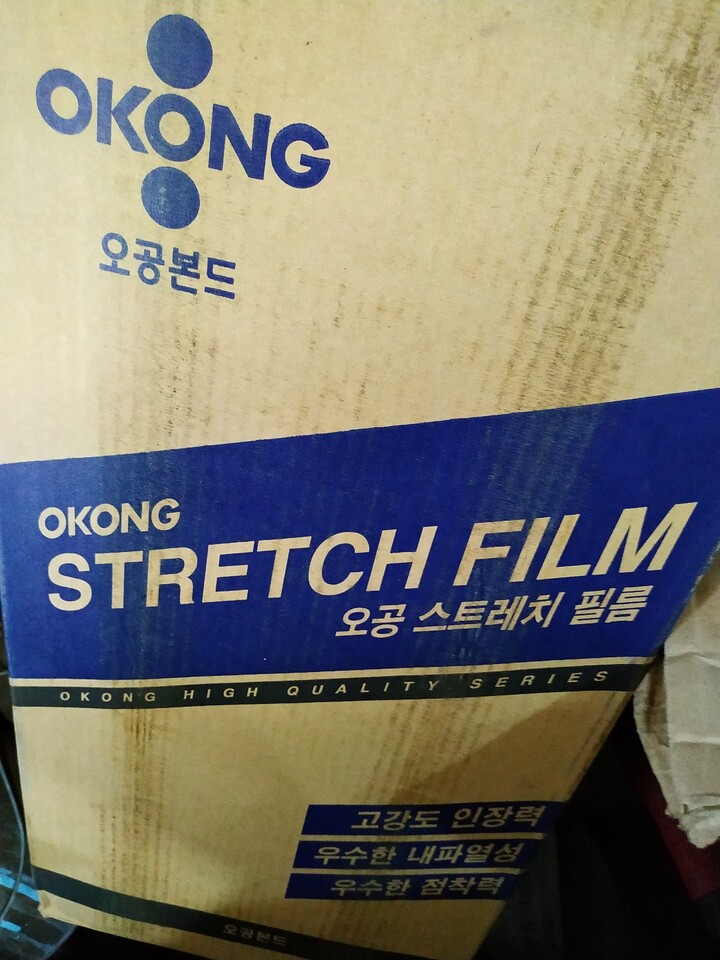 OKONG
오공본드
OKONG
STRETCH FILM
오공 스트레치 필름
OKONG HIGH QUALITY SERIES
고강도 인장력
우수한 내파열성
우수한 점착력
오공본드